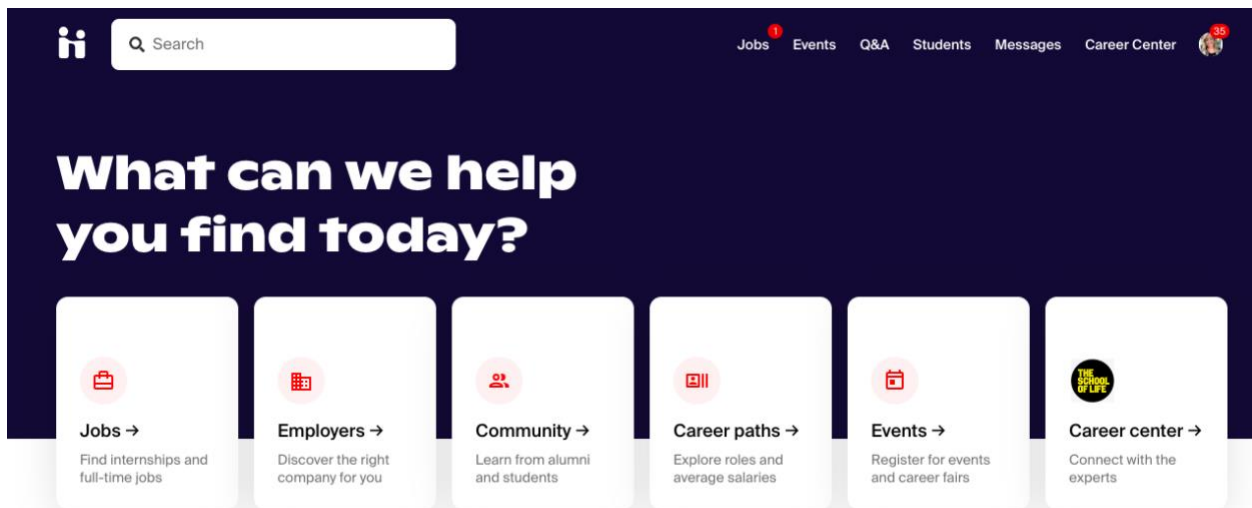 Search
Jobs
1
Events
Q&A
Students
Messages
Career Center
35
What can we help
you find today?
Jobs →
Find internships and
full-time jobs
Employers →
Discover the right
company for you
Community →
Learn from alumni
and students
Career paths →
Explore roles and
average salaries
Events →
Register for events
and career fairs
THE
SCHOOL
OF LIFE
Career center →
Connect with the
experts